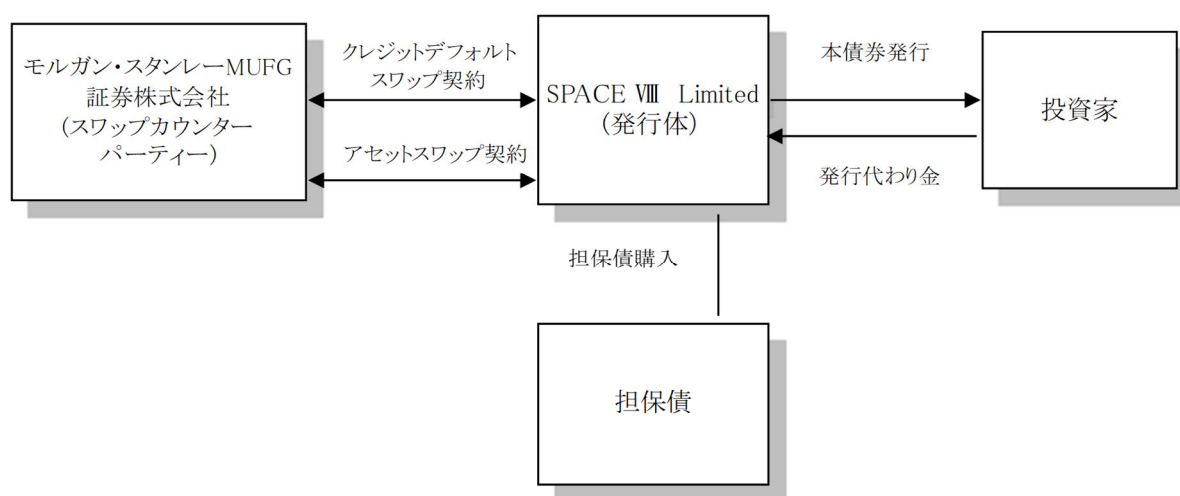 モルガン・スタンレーMUFG
証券株式会社
(スワップカウンター
パーティー)
クレジットデフォルト
スワップ契約
アセットスワップ契約
SPACE Ⅷ Limited
(発行体)
本債券発行
発行代わり金
投資家
担保債購入
担保債